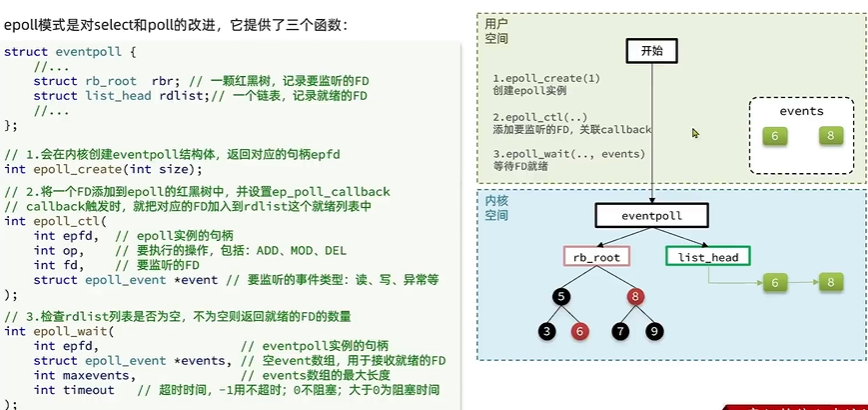 epoll模式是对select和poll的改进，它提供了三个函数：
struct eventpoll {
//...
struct rb_root rbr; // 一颗红黑树，记录要监听的FD
struct list_head rdlist;// 一个链表，记录就绪的FD
//...
};
// 1.会在内核创建eventpoll结构体，返回对应的句柄epfd
int epoll_create(int size);
// 2.将一个FD添加到epoll的红黑树中，并设置ep_poll_callback
// callback触发时，就把对应的FD加入到rdlist这个就绪列表中
int epoll_ctl(
int epfd, // epoll实例的句柄
int op, // 要执行的操作，包括：ADD、MOD、DEL
int fd, // 要监听的FD
struct epoll_event *event // 要监听的事件类型：读、写、异常等
);
// 3.检查rdlist列表是否为空，不为空则返回就绪的FD的数量
int epoll_wait(
int epfd, // eventpoll实例的句柄
struct epoll_event *events, // 空event数组，用于接收就绪的FD
int maxevents, // events数组的最大长度
int timeout // 超时时间，-1用不超时；0不阻塞；大于0为阻塞时间
);
用户
空间
开始
1.epoll_create(1)
创建epoll实例
2.epoll_ctl(..)
添加要监听的FD，关联callback
3.epoll_wait(.., events)
等待FD就绪
events
6 8
内核
空间
eventpoll
rb_root list_head
6 8
5 8
3 6 7 9